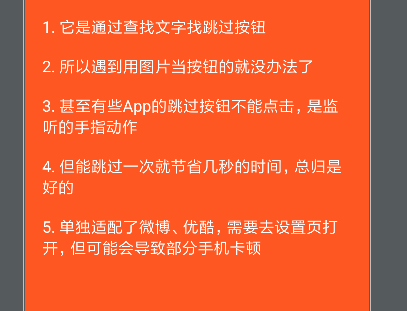 1. 它是通过查找文字找跳过按钮
2. 所以遇到用图片当按钮的就没办法了
3. 甚至有些App的跳过按钮不能点击，是监
听的手指动作
4. 但能跳过一次就节省几秒的时间，总归是
好的
5. 单独适配了微博、优酷，需要去设置页打
开，但可能会导致部分手机卡顿